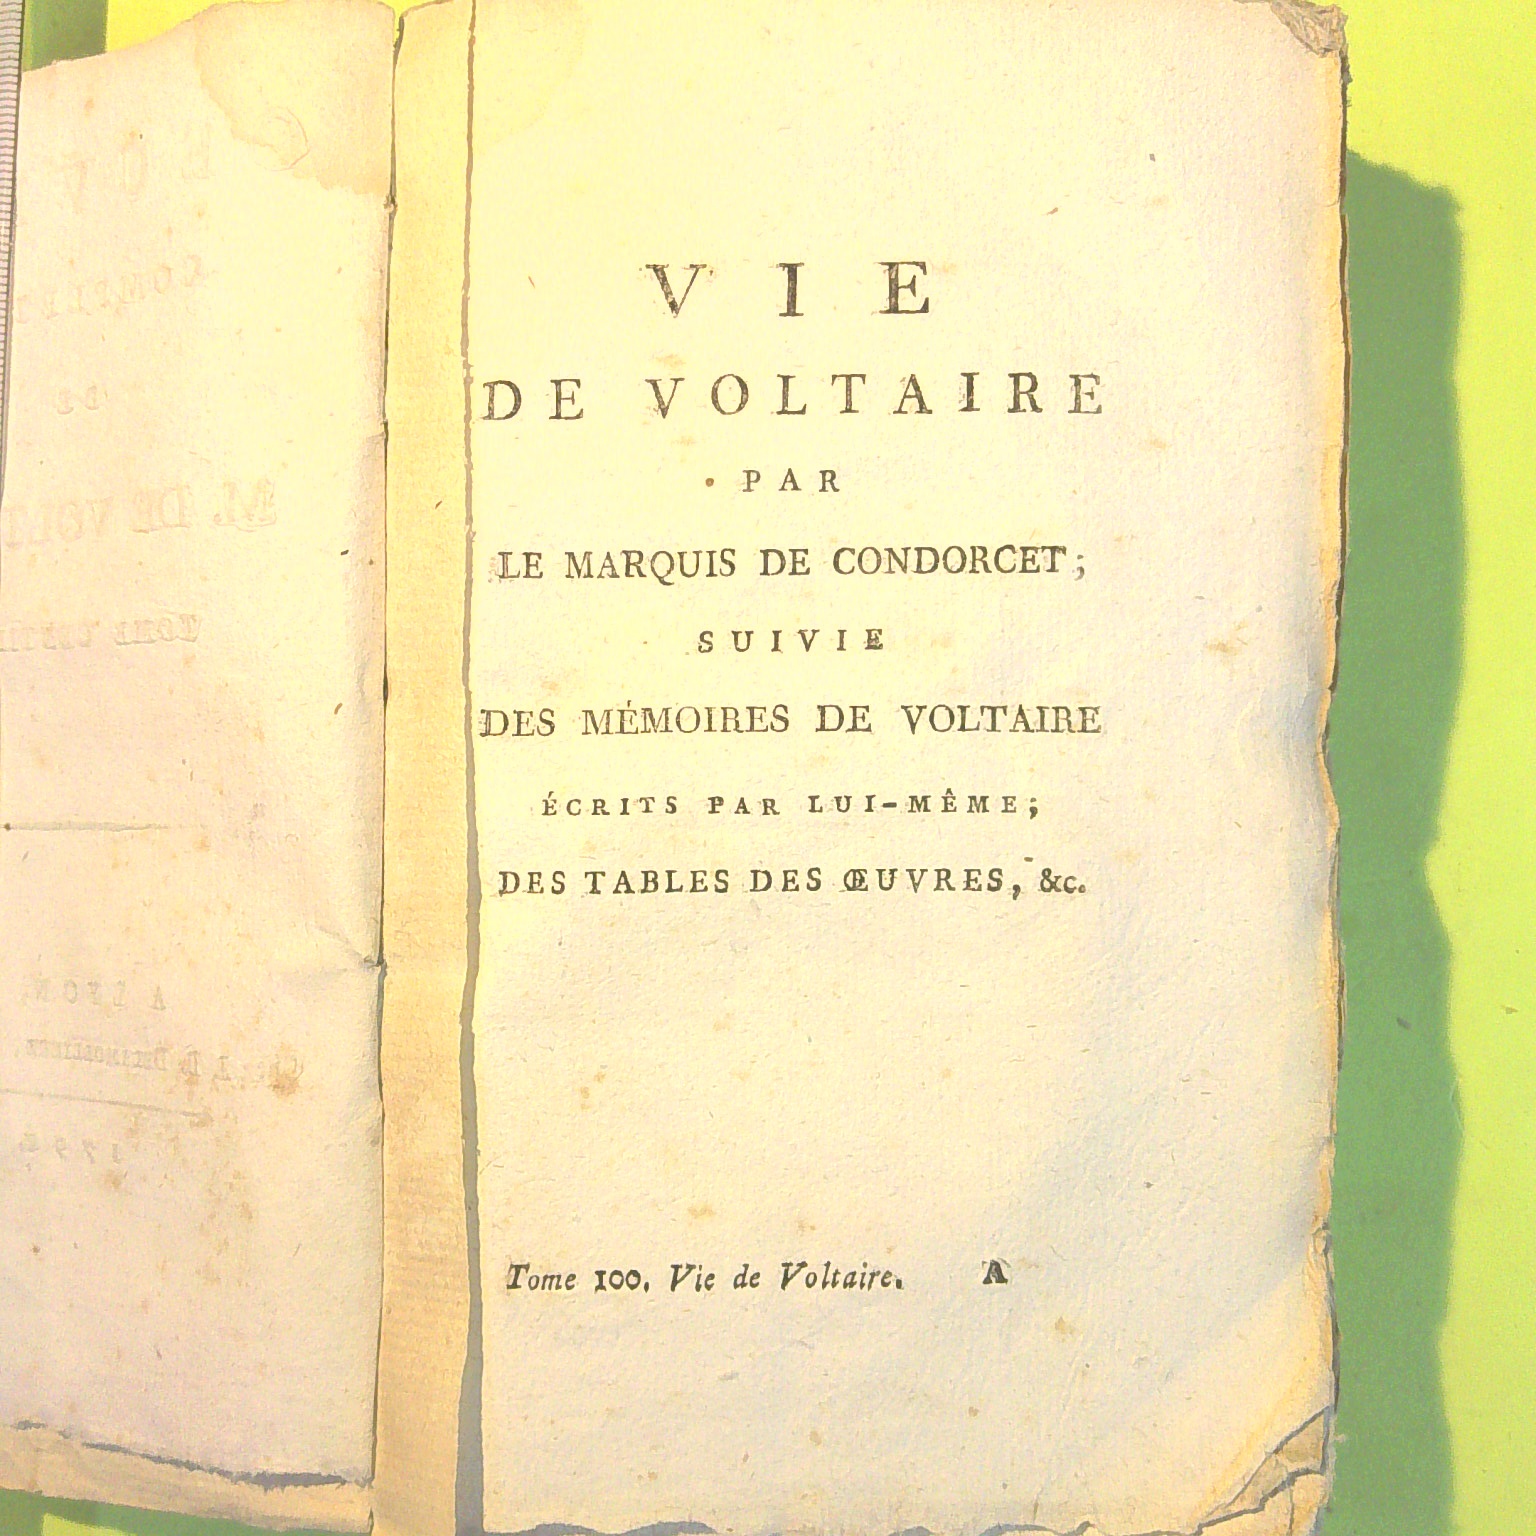 VIE
DE VOLTAIRE
PAR
LE MARQUIS DE CONDORCET;
SUIVIE
DES MÉMOIRES DE VOLTAIRE
ÉCRITS PAR LUI-MÊME;
DES TABLES DES ŒUVRES, &c.
Tome 100. Vie de Voltaire. A